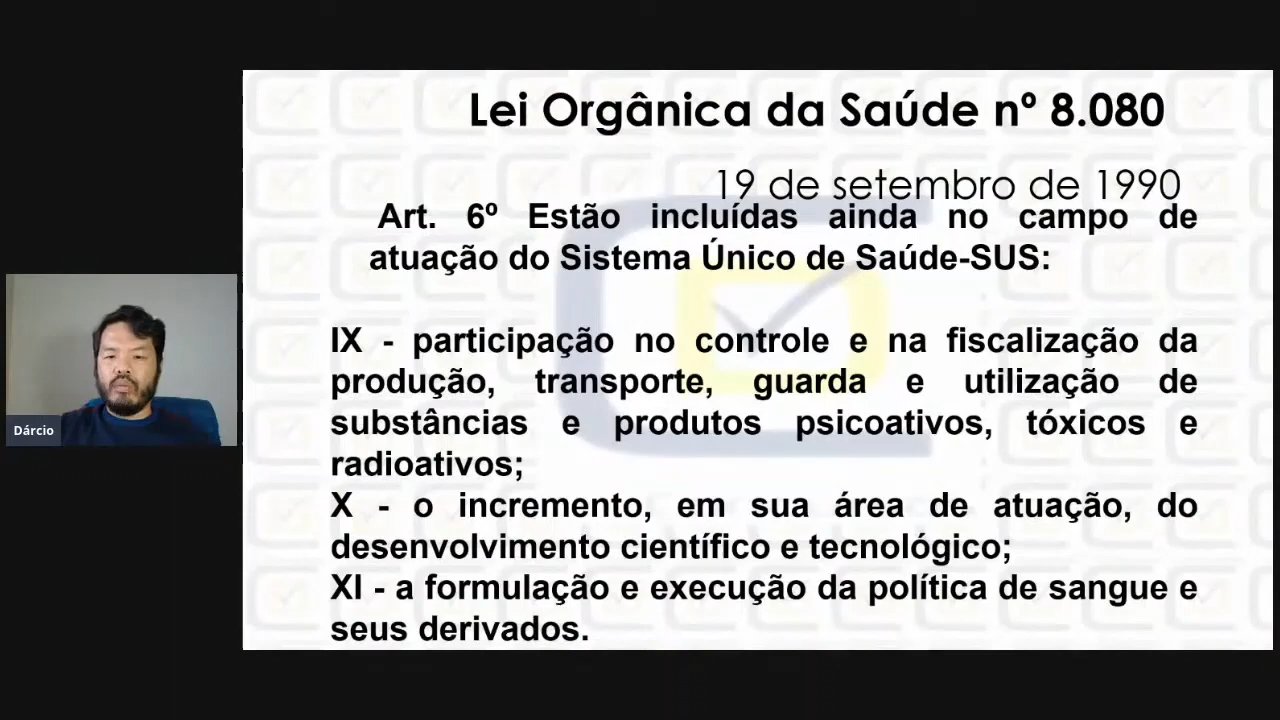 Lei Orgânica da Saúde nº 8.080
19 de setembro de 1990
Art. 6º Estão incluídas ainda no campo de
atuação do Sistema Único de Saúde-SUS:
IX - participação no controle e na fiscalização da
produção, transporte, guarda e utilização de
substâncias e produtos psicoativos, tóxicos e
radioativos;
X - o incremento, em sua área de atuação, do
desenvolvimento científico e tecnológico;
XI - a formulação e execução da política de sangue e
seus derivados.
Dárcio